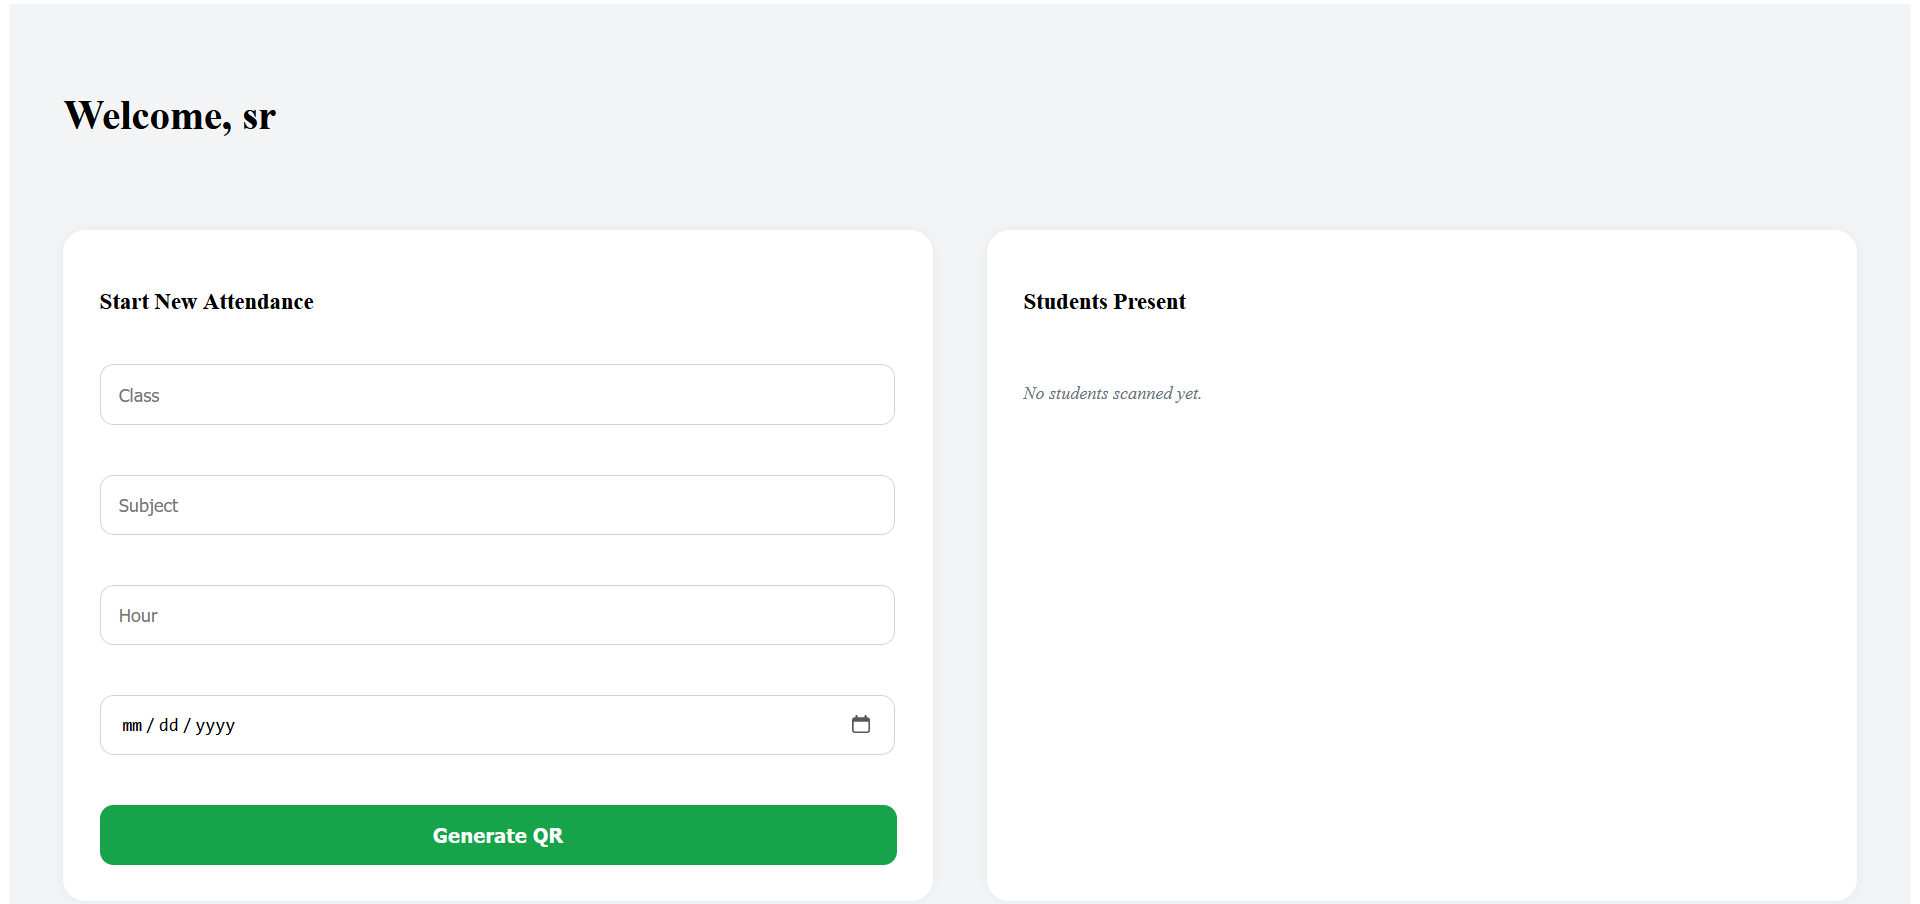 Welcome, sr
Start New Attendance
Class
Subject
Hour
mm / dd / yyyy
Generate QR
Students Present
No students scanned yet.